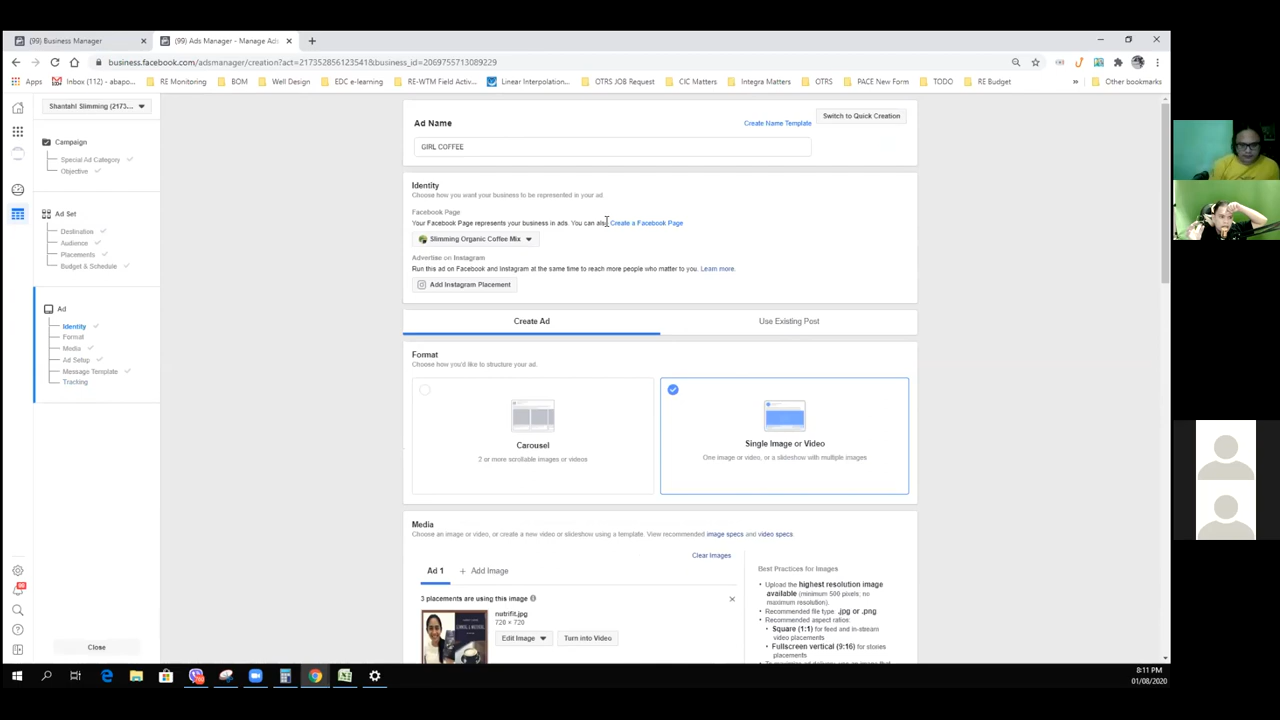 (99) Business Manager
(99) Ads Manager - Manage Ads
business.facebook.com/adsmanager/creation?act=217352856123541&business_id=2069755713089229
Apps
Inbox (112) - abapo...
RE Monitoring
BOM
Well Design
EDC e-learning
RE-WTM Field Activ...
Linear Interpolation...
OTRS JOB Request
CIC Matters
Integra Matters
OTRS
PACE New Form
TODO
RE Budget
Other bookmarks
Shantahl Slimming (2173...
Campaign
Special Ad Category
Objective
Ad Set
Destination
Audience
Placements
Budget & Schedule
Ad
Identity
Format
Media
Ad Setup
Message Template
Tracking
Close
Ad Name
Create Name Template
Switch to Quick Creation
GIRL COFFEE
Identity
Choose how you want your business to be represented in your ad
Facebook Page
Your Facebook Page represents your business in ads. You can also Create a Facebook Page
Slimming Organic Coffee Mix
Advertise on Instagram
Run this ad on Facebook and Instagram at the same time to reach more people who matter to you. Learn more.
Add Instagram Placement
Create Ad
Use Existing Post
Format
Choose how you'd like to structure your ad.
Carousel
2 or more scrollable images or videos
Single Image or Video
One image or video, or a slideshow with multiple images
Media
Choose an image or video, or create a new video or slideshow using a template. View recommended image specs and video specs.
Clear Images
Ad 1
+ Add Image
3 placements are using this image
nutrifit.jpg
720 × 720
Edit Image
Turn into Video
Best Practices for Images
• Upload the highest resolution image
available (minimum 500 pixels, no
maximum resolution).
• Recommended file type: .jpg or .png
• Recommended aspect ratios:
• Square (1:1) for feed and in-stream
video placements
• Fullscreen vertical (9:16) for stories
placements
8:11 PM
01/08/2020